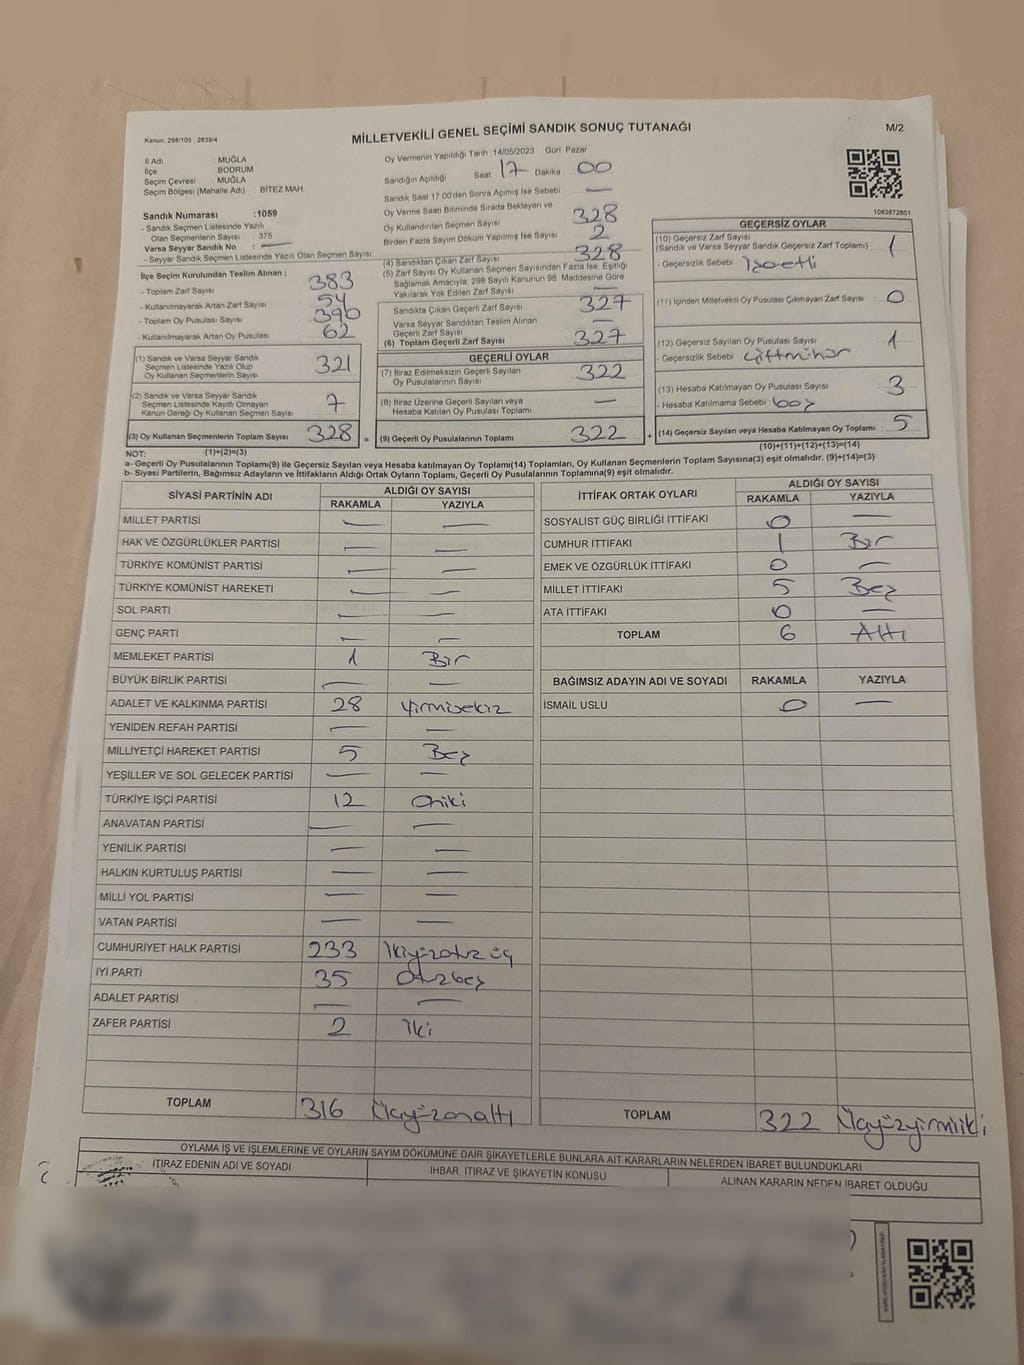 Kanun: 298/105 ; 2839/4
MİLLETVEKİLİ GENEL SEÇİMİ SANDIK SONUÇ TUTANAĞI
M/2
İl Adı : MUĞLA
İlçe BODRUM
Seçim Çevresi : MUĞLA
Seçim Bölgesi (Mahalle Adı) : BİTEZ MAH
Sandık Numarası : 1059
- Sandık Seçmen Listesinde Yazılı
Olan Seçmenlerin Sayısı : 375
Varsa Seyyar Sandık No : —
- Seyyar Sandık Seçmen Listesinde Yazılı Olan Seçmen Sayısı:
Oy Vermenin Yapıldığı Tarih :14/05/2023 Gün: Pazar
Sandığın Açıldığı Saat 17 Dakika 00
Sandık Saat 17:00'den Sonra Açımış İse Sebebi —
Oy Verme Saati Bitiminde Sırada Bekleyen ve
Oy Kullandırılan Seçmen Sayısı 328
Birden Fazla Sayım Döküm Yapılmış İse Sayısı 2
(4) Sandıktan Çıkan Zarf Sayısı 328
(5) Zarf Sayısı Oy Kullanan Seçmen Sayısından Fazla İse, Eşitliği
Sağlamak Amacıyla, 298 Sayılı Kanunun 98. Maddesine Göre
Yakılarak Yok Edilen Zarf Sayısı —
1083872801
İlçe Seçim Kurulundan Teslim Alınan ;
- Toplam Zarf Sayısı : 383
- Kullanılmayarak Artan Zarf Sayısı : 54
- Toplam Oy Pusulası Sayısı : 390
- Kullanılmayarak Artan Oy Pusulası : 62
(1) Sandık ve Varsa Seyyar Sandık
Seçmen Listesinde Yazılı Olup
Oy Kullanan Seçmenlerin Sayısı 321
(2) Sandık ve Varsa Seyyar Sandık
Seçmen Listesinde Kayıtlı Olmayan
Kanun Gereği Oy Kullanan Seçmen Sayısı : 7
(3) Oy Kullanan Seçmenlerin Toplam Sayısı 328 =
Sandıkta Çıkan Geçerli Zarf Sayısı 327
Varsa Seyyar Sandıktan Teslim Alınan
Geçerli Zarf Sayısı —
(6) Toplam Geçerli Zarf Sayısı 327
GEÇERLİ OYLAR
(7) İtiraz Edilmeksizin Geçerli Sayılan
Oy Pusulalarının Sayısı 322
(8) İtiraz Üzerine Geçerli Sayılan veya
Hesaba Katılan Oy Pusulası Toplamı —
(9) Geçerli Oy Pusulalarının Toplamı 322 +
GEÇERSİZ OYLAR
(10) Geçersiz Zarf Sayısı
(Sandık ve Varsa Seyyar Sandık Geçersiz Zarf Toplamı) : 1
- Geçersizlik Sebebi : işaretli
(11) İçinden Milletvekili Oy Pusulası Çıkmayan Zarf Sayısı : 0
(12) Geçersiz Sayılan Oy Pusulası Sayısı : 1
- Geçersizlik Sebebi : Çiftmühür
(13) Hesaba Katılmayan Oy Pusulası Sayısı 3
- Hesaba Katılmama Sebebi : boş
(14) Geçersiz Sayılan veya Hesaba Katılmayan Oy Toplamı : 5
NOT: (1)+(2)=(3)
(10)+(11)+(12)+(13)=(14)
a- Geçerli Oy Pusulalarının Toplamı(9) ile Geçersiz Sayılan veya Hesaba katılmayan Oy Toplamı(14) Toplamları, Oy Kullanan Seçmenlerin Toplam Sayısına(3) eşit olmalıdır. (9)+(14)=(3)
b- Siyasi Partilerin, Bağımsız Adayların ve İttifakların Aldığı Ortak Oyların Toplamı, Geçerli Oy Pusulalarının Toplamına(9) eşit olmalıdır.
SİYASİ PARTİNİN ADI ALDIĞI OY SAYISI
RAKAMLA YAZIYLA
MİLLET PARTİSİ — —
HAK VE ÖZGÜRLÜKLER PARTİSİ — —
TÜRKİYE KOMÜNİST PARTİSİ — —
TÜRKİYE KOMÜNİST HAREKETİ — —
SOL PARTİ — —
GENÇ PARTİ — —
MEMLEKET PARTİSİ 1 Bir
BÜYÜK BİRLİK PARTİSİ — —
ADALET VE KALKINMA PARTİSİ 28 Yirmisekiz
YENİDEN REFAH PARTİSİ — —
MİLLİYETÇİ HAREKET PARTİSİ 5 Beş
YEŞİLLER VE SOL GELECEK PARTİSİ — —
TÜRKİYE İŞÇİ PARTİSİ 12 Oniki
ANAVATAN PARTİSİ — —
YENİLİK PARTİSİ — —
HALKIN KURTULUŞ PARTİSİ — —
MİLLİ YOL PARTİSİ — —
VATAN PARTİSİ — —
CUMHURİYET HALK PARTİSİ 233 İkiyüzotuz üç
İYİ PARTİ 35 Otuzbeş
ADALET PARTİSİ — —
ZAFER PARTİSİ 2 İki
TOPLAM 316 Üçyüzonaltı
İTTİFAK ORTAK OYLARI ALDIĞI OY SAYISI
RAKAMLA YAZIYLA
SOSYALİST GÜÇ BİRLİĞİ İTTİFAKI 0 —
CUMHUR İTTİFAKI 1 Bir
EMEK VE ÖZGÜRLÜK İTTİFAKI 0 —
MİLLET İTTİFAKI 5 Beş
ATA İTTİFAKI 0 —
TOPLAM 6 Altı
BAĞIMSIZ ADAYIN ADI VE SOYADI RAKAMLA YAZIYLA
İSMAİL USLU 0 —
TOPLAM 322 Üçyüzyirmiiki
OYLAMA İŞ VE İŞLEMLERİNE VE OYLARIN SAYIM DÖKÜMÜNE DAİR ŞİKAYETLERLE BUNLARA AİT KARARLARIN NELERDEN İBARET BULUNDUKLARI
İTİRAZ EDENİN ADI VE SOYADI İHBAR, İTİRAZ VE ŞİKAYETİN KONUSU ALINAN KARARIN NEDEN İBARET OLDUĞU